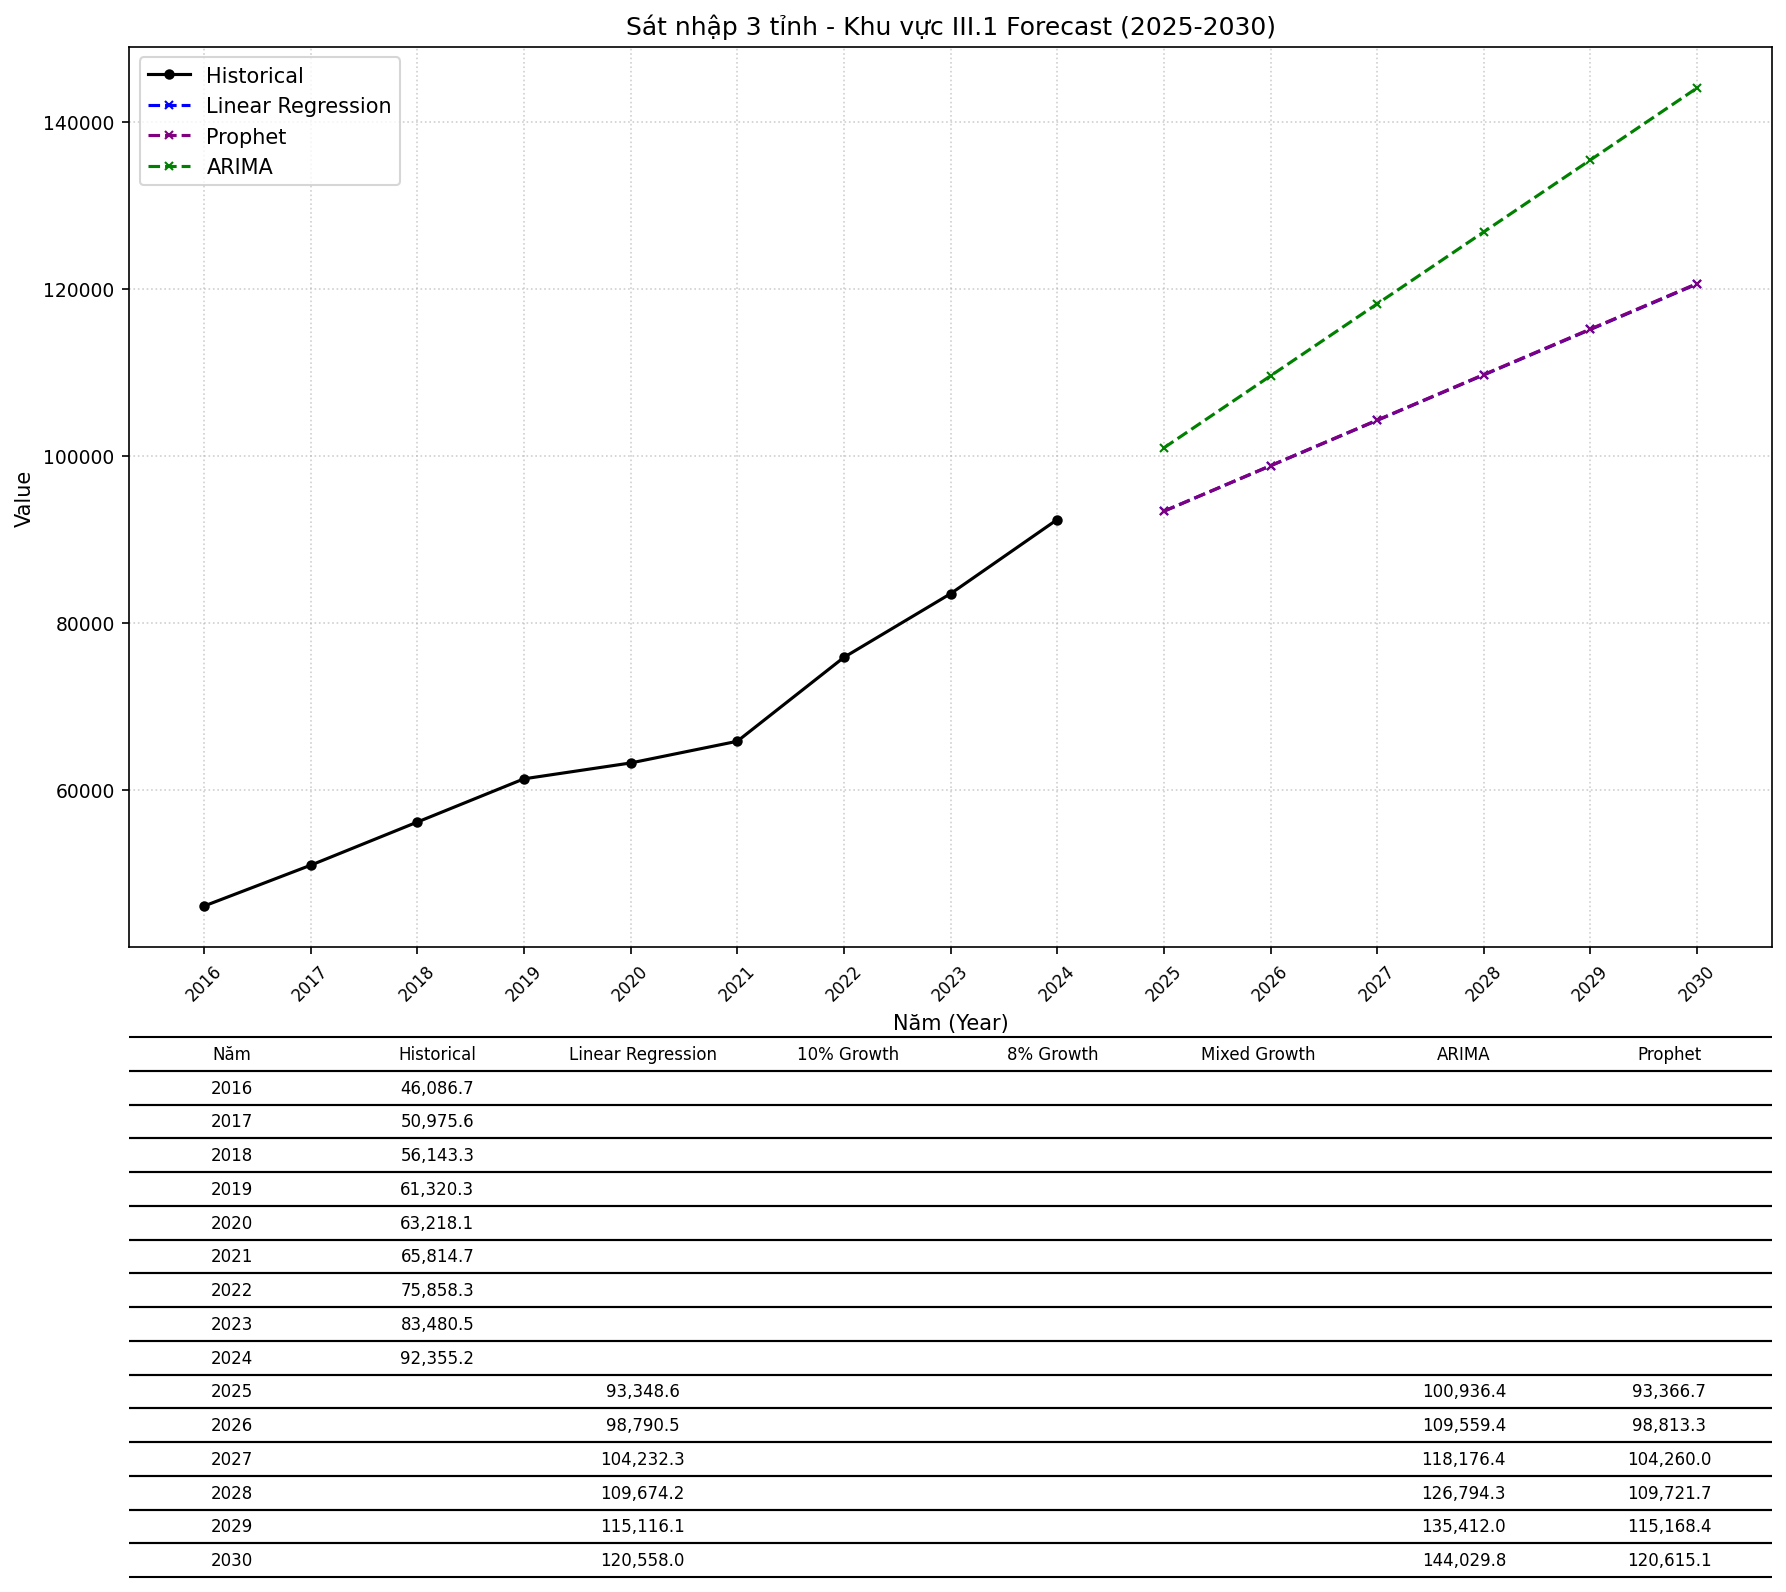 Sát nhập 3 tỉnh - Khu vực III.1 Forecast (2025-2030)
Historical
Linear Regression
Prophet
ARIMA
140000
120000
100000
80000
60000
Value
2016 2017 2018 2019 2020 2021 2022 2023 2024 2025 2026 2027 2028 2029 2030
Năm (Year)
Năm Historical Linear Regression 10% Growth 8% Growth Mixed Growth ARIMA Prophet
2016 46,086.7
2017 50,975.6
2018 56,143.3
2019 61,320.3
2020 63,218.1
2021 65,814.7
2022 75,858.3
2023 83,480.5
2024 92,355.2
2025 93,348.6 100,936.4 93,366.7
2026 98,790.5 109,559.4 98,813.3
2027 104,232.3 118,176.4 104,260.0
2028 109,674.2 126,794.3 109,721.7
2029 115,116.1 135,412.0 115,168.4
2030 120,558.0 144,029.8 120,615.1